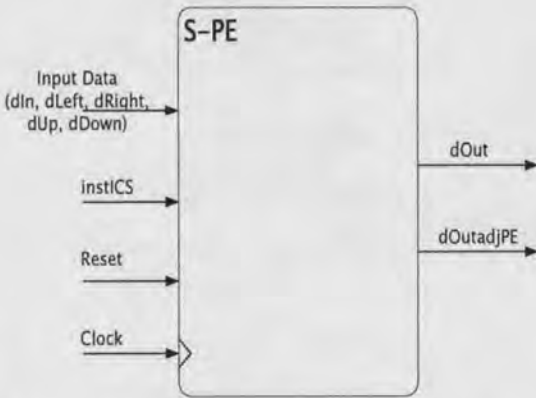 S-PE
Input Data
(dIn, dLeft, dRight,
dUp, dDown)
dOut
instICS
dOutadjPE
Reset
Clock